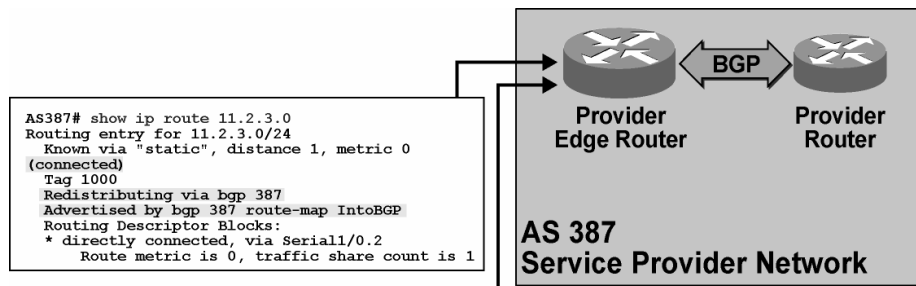 AS387# show ip route 11.2.3.0
Routing entry for 11.2.3.0/24
Known via "static", distance 1, metric 0
(connected)
Tag 1000
Redistributing via bgp 387
Advertised by bgp 387 route-map IntoBGP
Routing Descriptor Blocks:
* directly connected, via Serial1/0.2
Route metric is 0, traffic share count is 1
BGP
Provider
Edge Router
Provider
Router
AS 387
Service Provider Network